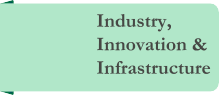 Industry,
Innovation &
Infrastructure